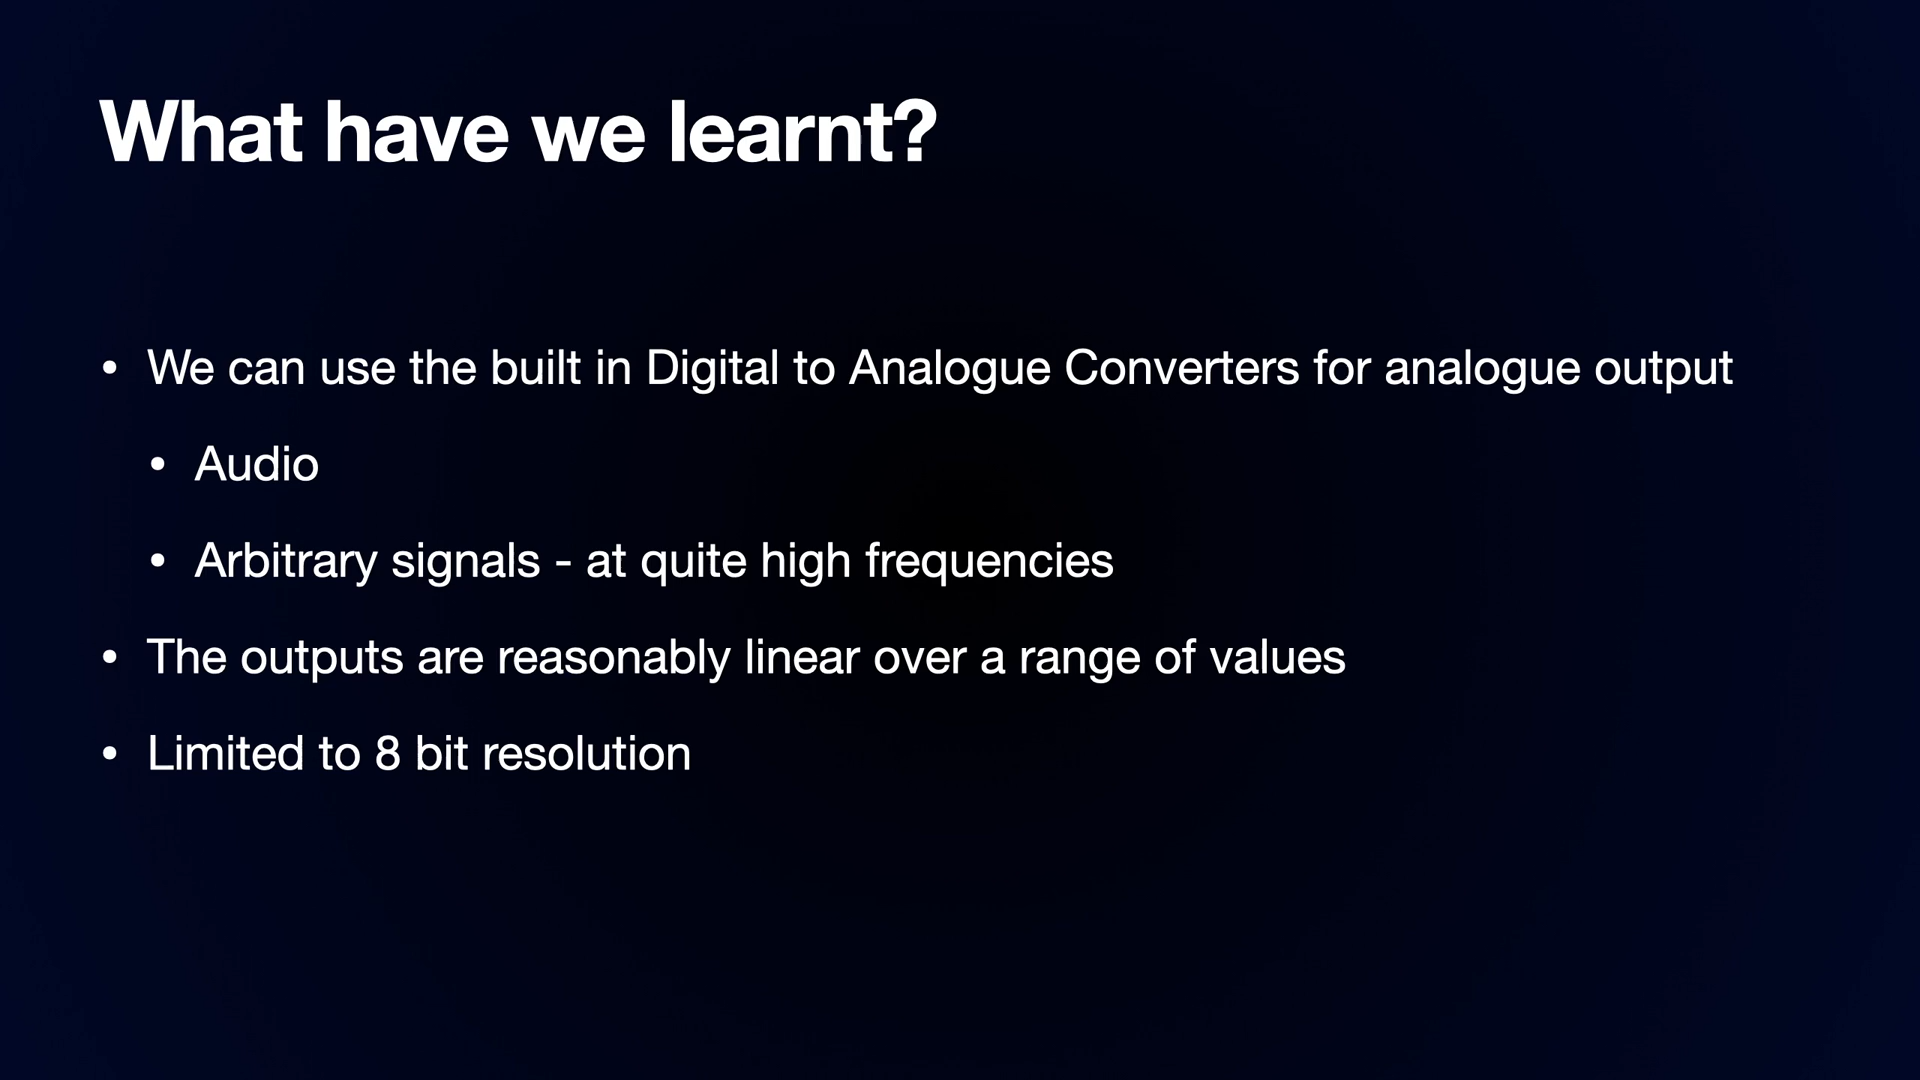 What have we learnt?
• We can use the built in Digital to Analogue Converters for analogue output
• Audio
• Arbitrary signals - at quite high frequencies
• The outputs are reasonably linear over a range of values
• Limited to 8 bit resolution